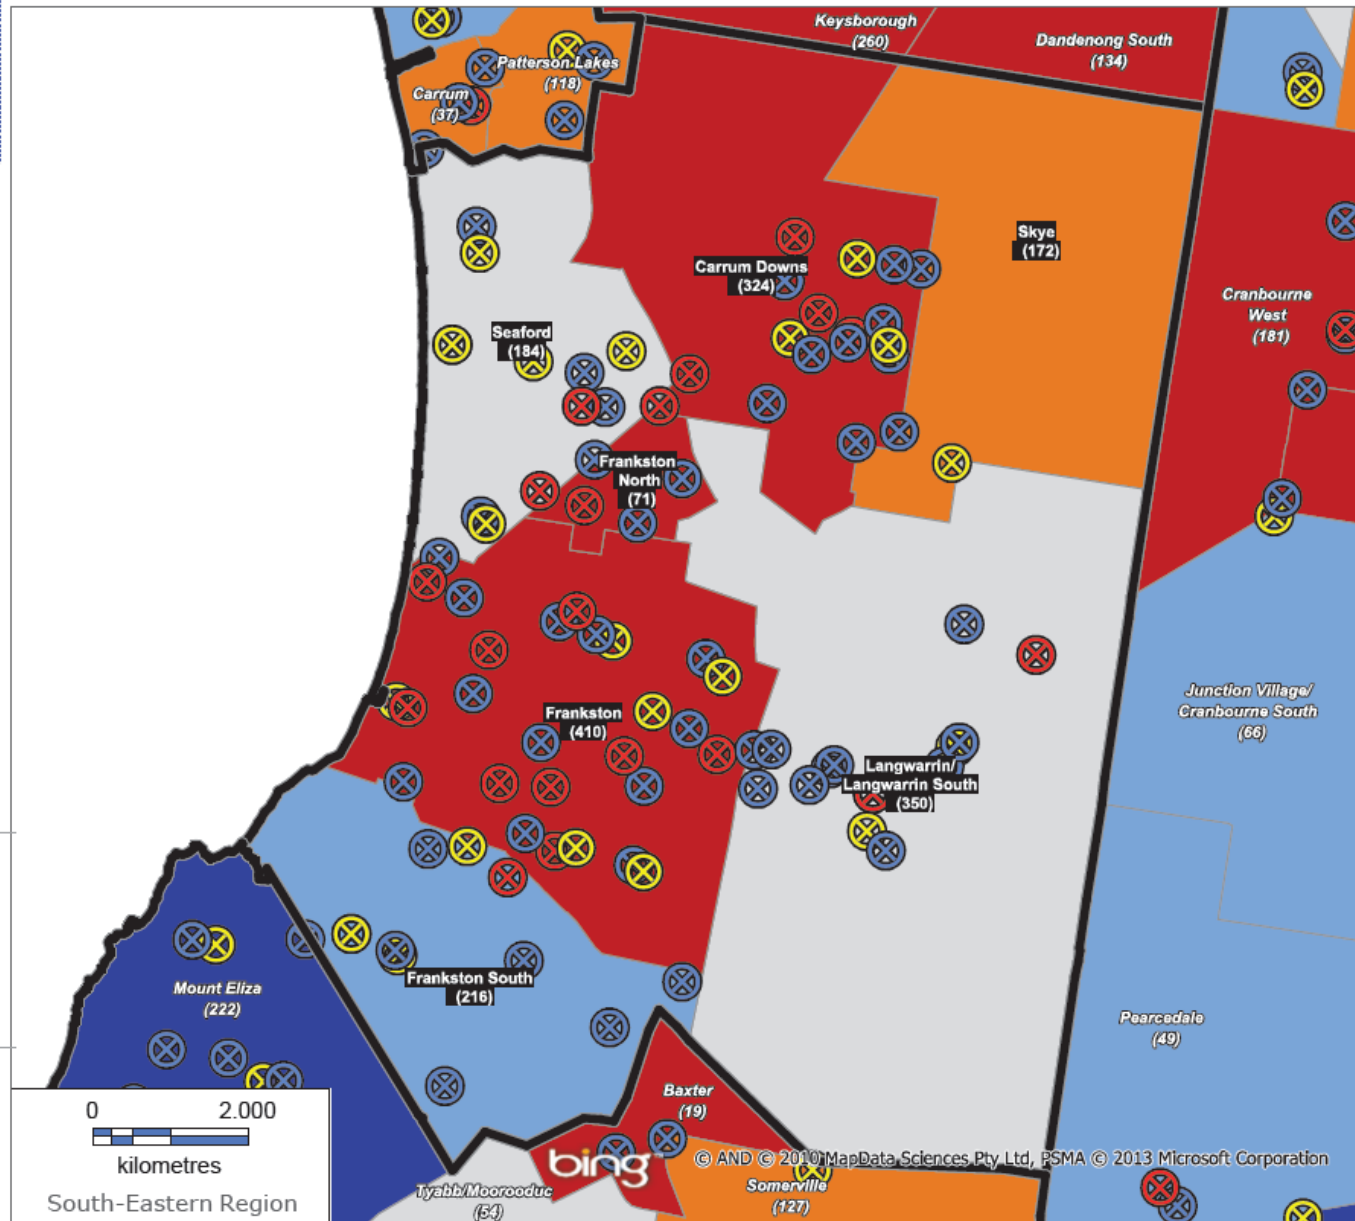 Keysborough
(260)
Dandenong South
(134)
Patterson Lakes
(118)
Carrum
(37)
Skye
(172)
Carrum Downs
(324)
Cranbourne
West
(181)
Seaford
(184)
Frankston
North
(71)
Junction Village/
Cranbourne South
(66)
Frankston
(410)
Langwarrin/
Langwarrin South
(350)
Frankston South
(216)
Mount Eliza
(222)
Pearcedale
(49)
Baxter
(19)
0 2.000
kilometres
South-Eastern Region
bing™
© AND © 2010 MapData Sciences Pty Ltd, PSMA © 2013 Microsoft Corporation
Tyabb/Moorooduc
(54)
Somerville
(127)